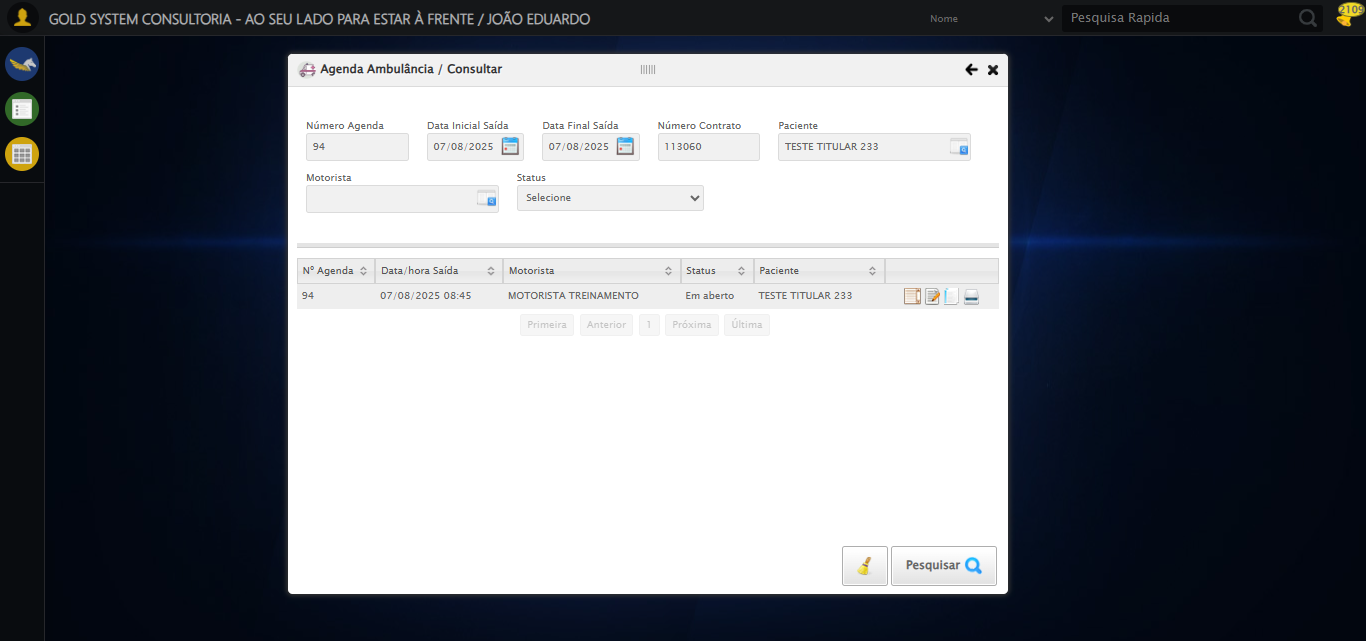 GOLD SYSTEM CONSULTORIA - AO SEU LADO PARA ESTAR À FRENTE / JOÃO EDUARDO
Nome
Pesquisa Rapida
2109
Agenda Ambulância / Consultar
Número Agenda Data Inicial Saída Data Final Saída Número Contrato Paciente
94 07/08/2025 07/08/2025 113060 TESTE TITULAR 233
Motorista Status
Selecione
Nº Agenda Data/hora Saída Motorista Status Paciente
94 07/08/2025 08:45 MOTORISTA TREINAMENTO Em aberto TESTE TITULAR 233
Primeira Anterior 1 Próxima Última
Pesquisar